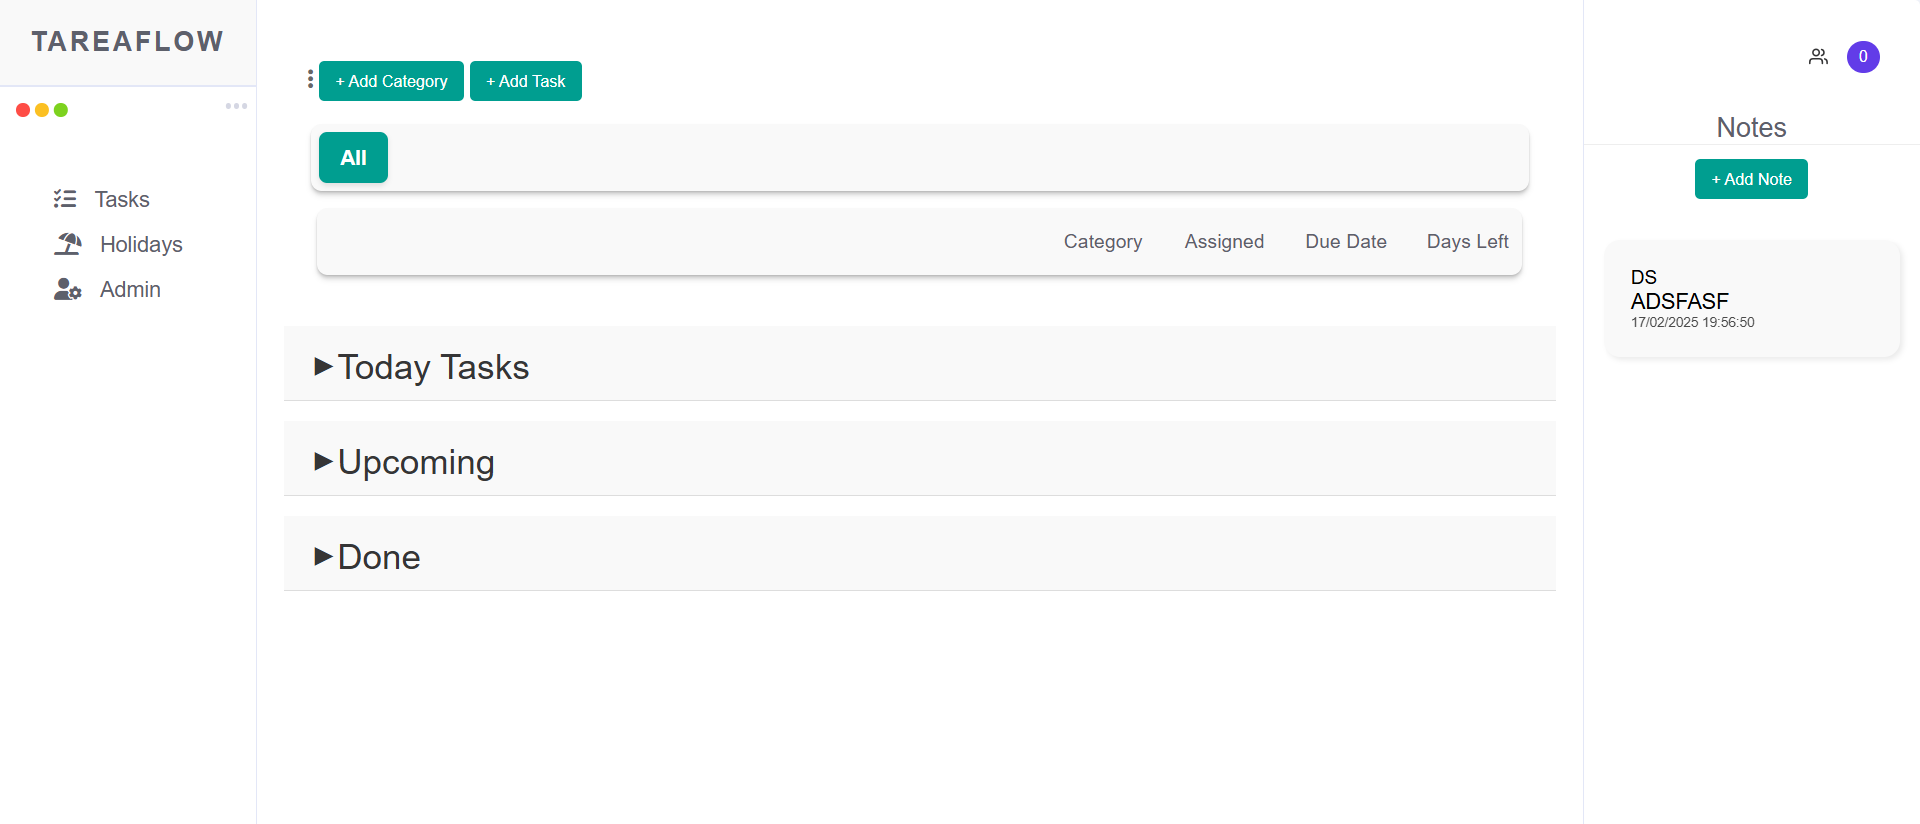 TAREAFLOW
Tasks
Holidays
Admin
+ Add Category
+ Add Task
All
Category
Assigned
Due Date
Days Left
Today Tasks
Upcoming
Done
0
Notes
+ Add Note
DS
ADSFASF
17/02/2025 19:56:50